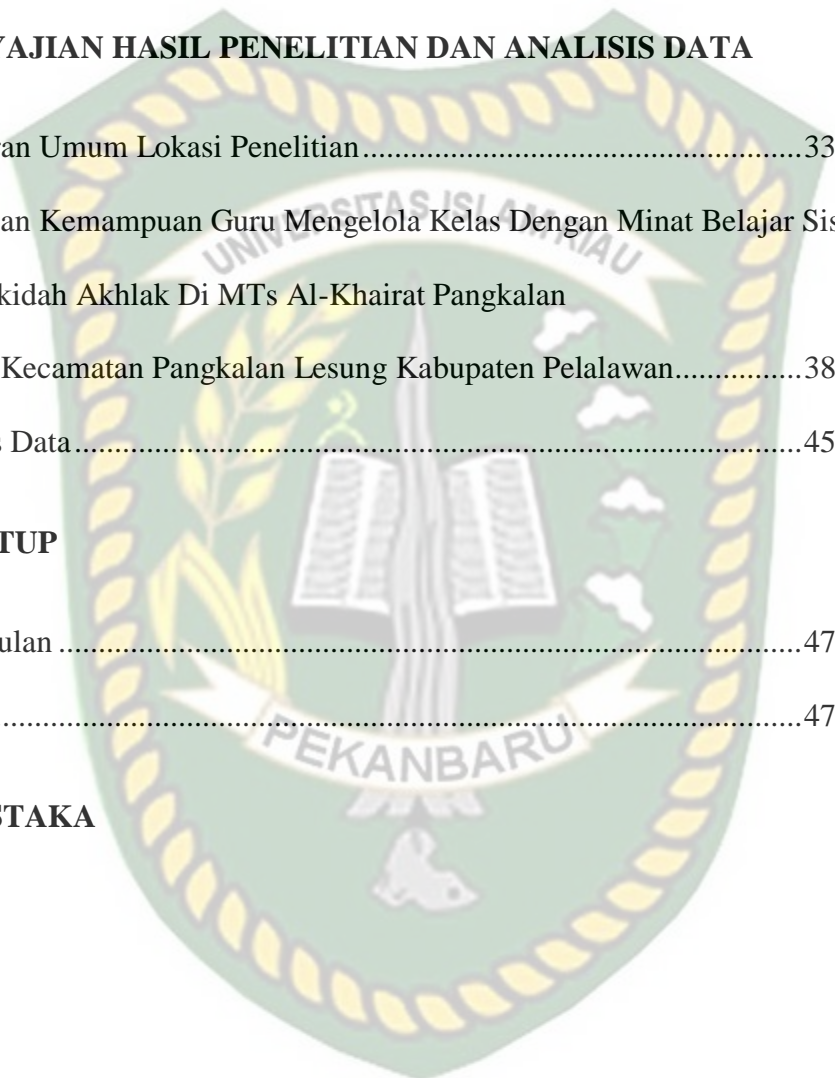 YAJIAN HASIL PENELITIAN DAN ANALISIS DATA
ran Umum Lokasi Penelitian.......................................................................33
an Kemampuan Guru Mengelola Kelas Dengan Minat Belajar Sis
UNIVERSITAS ISLAM RIAU
kidah Akhlak Di MTs Al-Khairat Pangkalan
Kecamatan Pangkalan Lesung Kabupaten Pelalawan...............38
s Data.......................................................................45
TUP
ulan.......................................................................47
.......................................................................47
PEKANBARU
STAKA